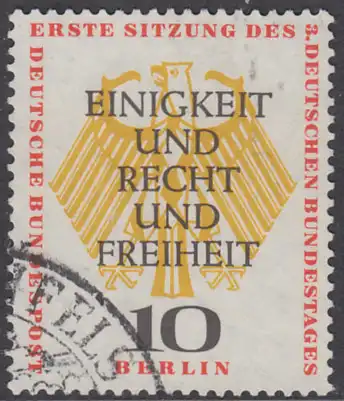 ERSTE SITZUNG DES
3. DEUTSCHEN BUNDESTAGES
DEUTSCHE BUNDESPOST
EINIGKEIT
UND
RECHT
UND
FREIHEIT
10
BERLIN